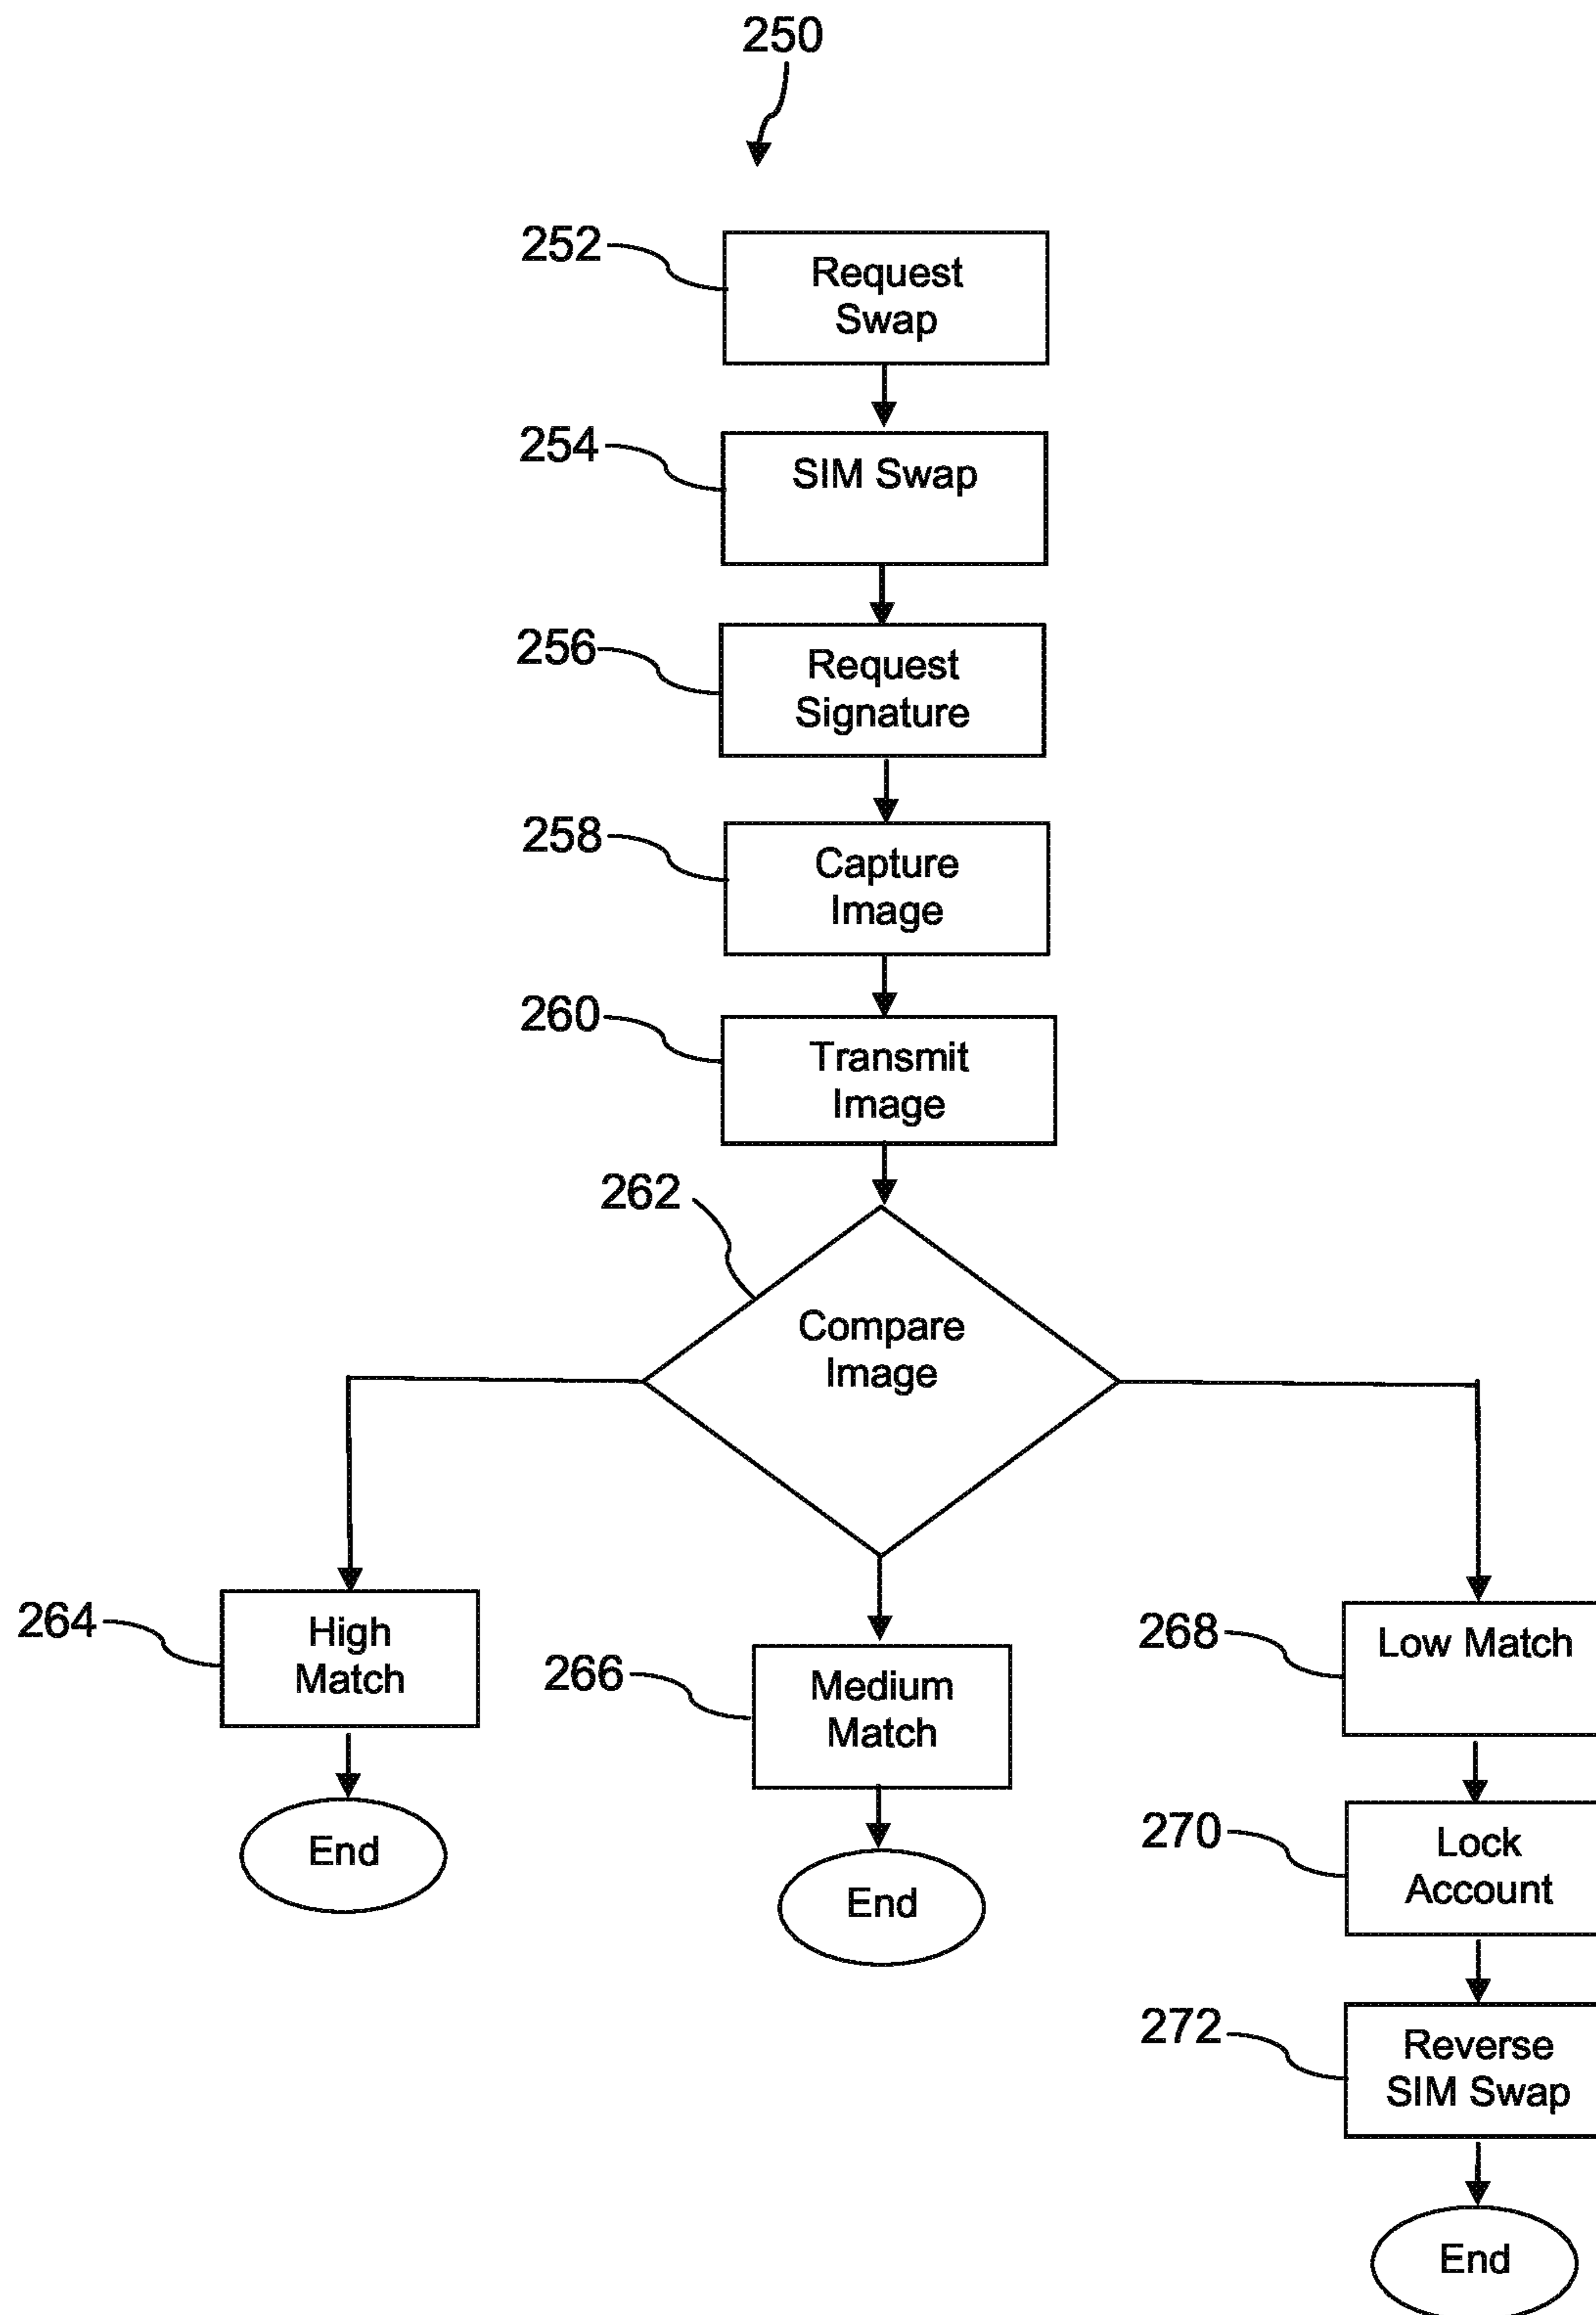 250
252
Request
Swap
254
SIM Swap
256
Request
Signature
258
Capture
Image
260
Transmit
Image
262
Compare
Image
264
High
Match
End
266
Medium
Match
End
268
Low Match
270
Lock
Account
272
Reverse
SIM Swap
End